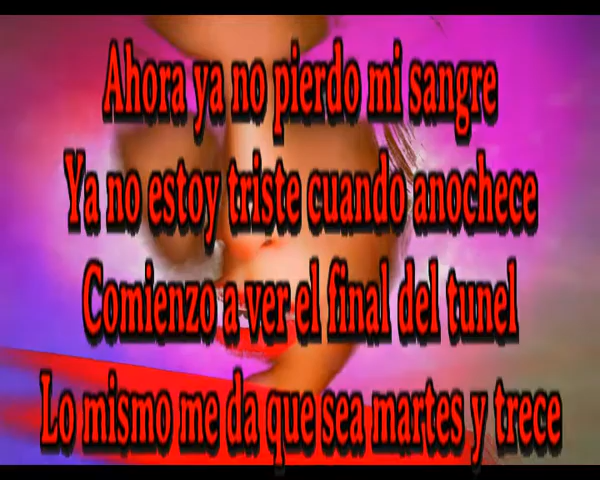 Ahora ya no pierdo mi sangre
Ya no estoy triste cuando anochece
Comienzo a ver el final del tunel
Lo mismo me da que sea martes y trece